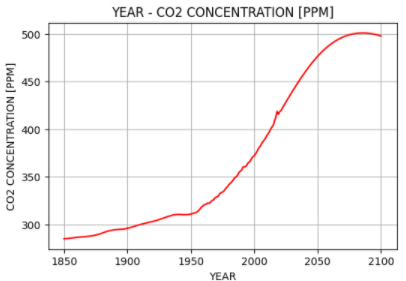 YEAR - CO2 CONCENTRATION [PPM]
500
450
400
350
300
CO2 CONCENTRATION [PPM]
1850 1900 1950 2000 2050 2100
YEAR